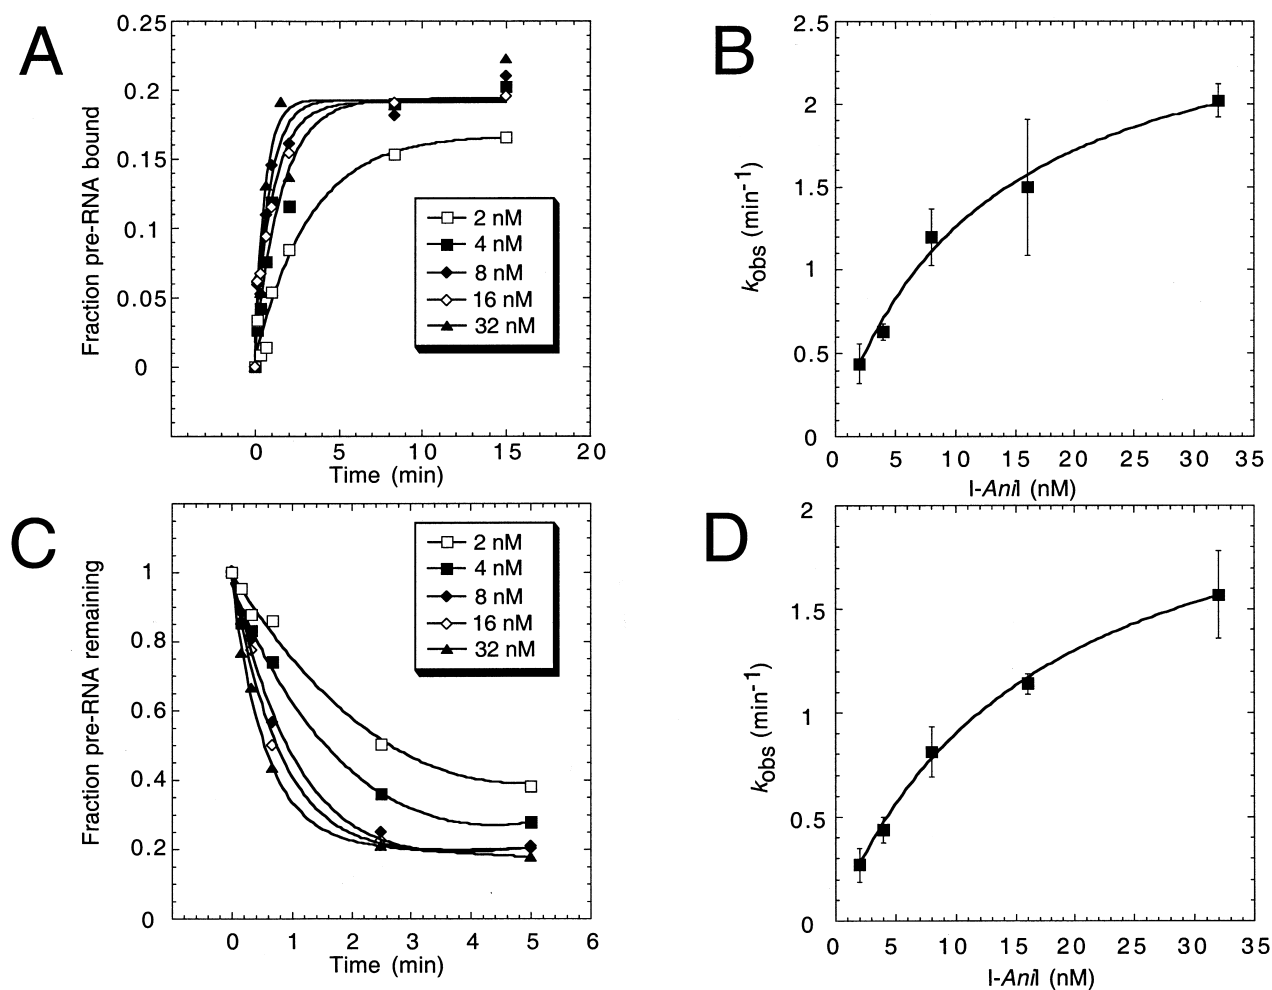 A
0.25
0.2
0.15
0.1
0.05
0
Fraction pre-RNA bound
2 nM
4 nM
8 nM
16 nM
32 nM
0 5 10 15 20
Time (min)
B
2.5
2
1.5
1
0.5
0
kobs (min-1)
0 5 10 15 20 25 30 35
I-AniI (nM)
C
1
0.8
0.6
0.4
0.2
0
Fraction pre-RNA remaining
2 nM
4 nM
8 nM
16 nM
32 nM
0 1 2 3 4 5 6
Time (min)
D
2
1.5
1
0.5
0
kobs (min-1)
0 5 10 15 20 25 30 35
I-AniI (nM)